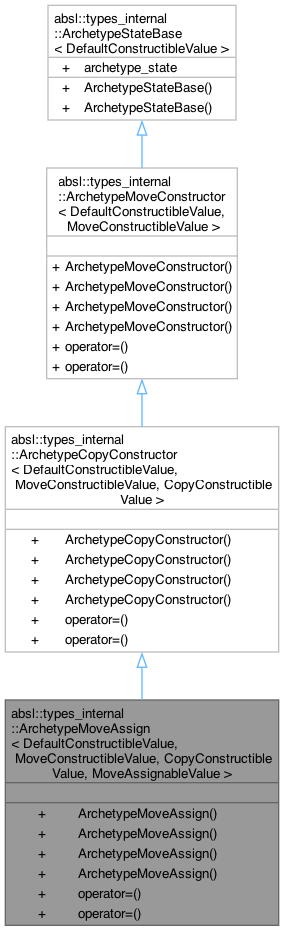 absl::types_internal
::ArchetypeStateBase
< DefaultConstructibleValue >
+ archetype_state
+ ArchetypeStateBase()
+ ArchetypeStateBase()
absl::types_internal
::ArchetypeMoveConstructor
< DefaultConstructibleValue,
MoveConstructibleValue >
+ ArchetypeMoveConstructor()
+ ArchetypeMoveConstructor()
+ ArchetypeMoveConstructor()
+ ArchetypeMoveConstructor()
+ operator=()
+ operator=()
absl::types_internal
::ArchetypeCopyConstructor
< DefaultConstructibleValue,
MoveConstructibleValue, CopyConstructible
Value >
+ ArchetypeCopyConstructor()
+ ArchetypeCopyConstructor()
+ ArchetypeCopyConstructor()
+ ArchetypeCopyConstructor()
+ operator=()
+ operator=()
absl::types_internal
::ArchetypeMoveAssign
< DefaultConstructibleValue,
MoveConstructibleValue, CopyConstructible
Value, MoveAssignableValue >
+ ArchetypeMoveAssign()
+ ArchetypeMoveAssign()
+ ArchetypeMoveAssign()
+ ArchetypeMoveAssign()
+ operator=()
+ operator=()